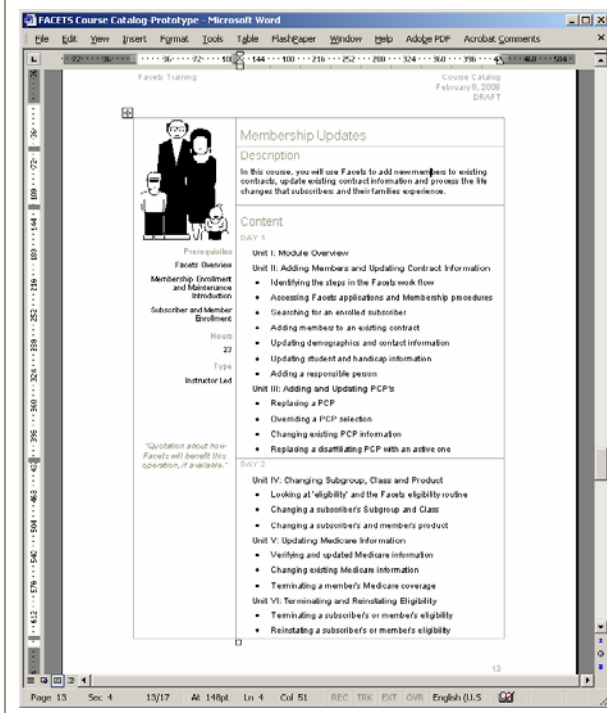 FACETS Course Catalog-Prototype - Microsoft Word
File Edit View Insert Format Tools Table FlashPaper Window Help Adobe PDF Acrobat Comments
Facets Training
Course Catalog
February 8, 2008
DRAFT
Membership Updates
Description
In this course, you will use Facets to add new members to existing
contracts, update existing contract information and process the life
changes that subscribers and their families experience.
Prerequisites
Facets Overview
Membership Enrollment
and Maintenance
Introduction
Subscriber and Member
Enrollment
Hours
23
Type
Instructor Led
"Quotation about how
Facets will benefit this
operation, if available."
Content
DAY 1
Unit I: Module Overview
Unit II: Adding Members and Updating Contract Information
• Identifying the steps in the Facets work flow
• Accessing Facets applications and Membership procedures
• Searching for an enrolled subscriber
• Adding members to an existing contract
• Updating demographics and contact information
• Updating student and handicap information
• Adding a responsible person
Unit III: Adding and Updating PCP's
• Replacing a PCP
• Overriding a PCP selection
• Changing existing PCP information
• Replacing a disaffiliating PCP with an active one
DAY 2
Unit IV: Changing Subgroup, Class and Product
• Looking at 'eligibility' and the Facets eligibility routine
• Changing a subscriber's Subgroup and Class
• Changing a subscriber's and member's product
Unit V: Updating Medicare Information
• Verifying and updated Medicare information
• Changing existing Medicare information
• Terminating a member's Medicare coverage
Unit VI: Terminating and Reinstating Eligibility
• Terminating a subscriber's or member's eligibility
• Reinstating a subscriber's or member's eligibility
13
Page 13 Sec 4 13/17 At 148pt Ln 4 Col 51 REC TRK EXT OVR English (U.S